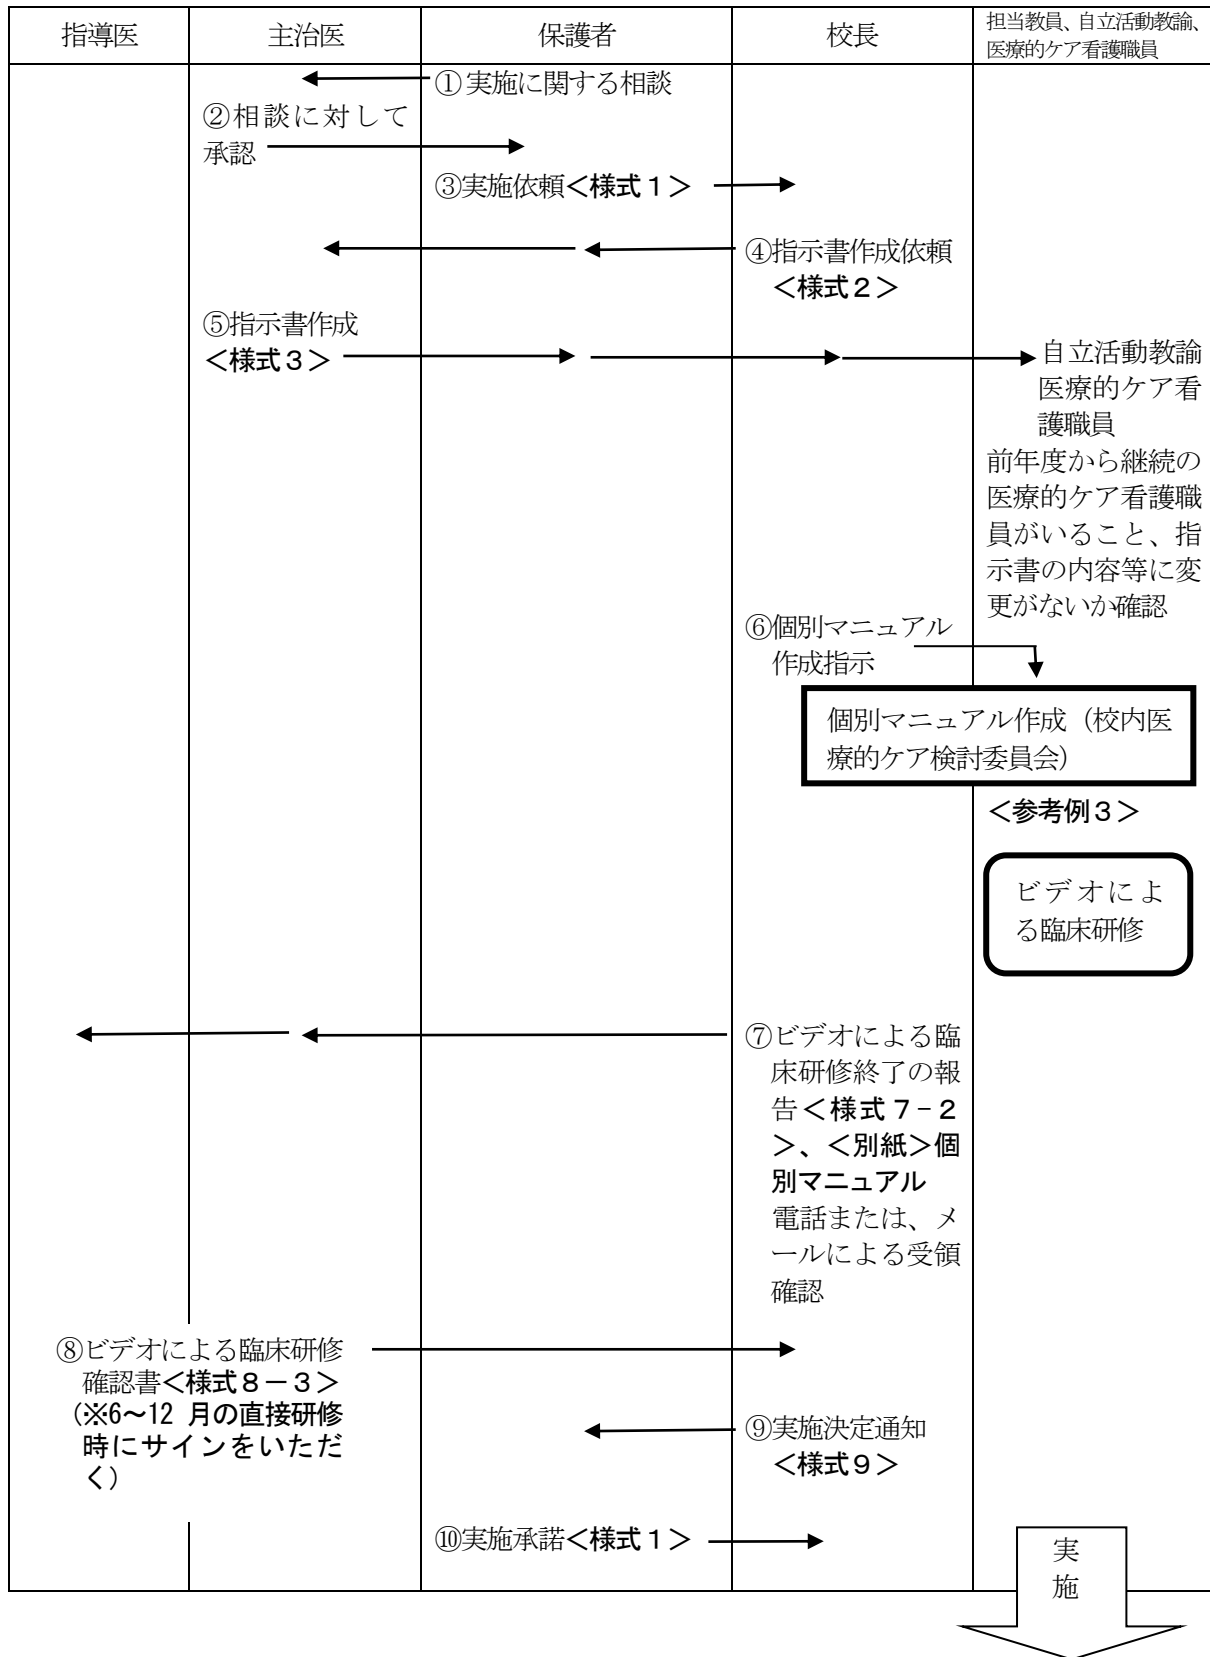 指導医
主治医
保護者
校長
担当教員、自立活動教諭、
医療的ケア看護職員
①実施に関する相談
②相談に対して
承認
③実施依頼＜様式１＞
④指示書作成依頼
＜様式２＞
⑤指示書作成
＜様式３＞
自立活動教諭
医療的ケア看
護職員
前年度から継続の
医療的ケア看護職
員がいること、指
示書の内容等に変
更がないか確認
⑥個別マニュアル
作成指示
個別マニュアル作成（校内医
療的ケア検討委員会）
＜参考例３＞
ビデオによ
る臨床研修
⑦ビデオによる臨
床研修終了の報
告＜様式７−２
＞、＜別紙＞個
別マニュアル
電話または、メ
ールによる受領
確認
⑧ビデオによる臨床研修
確認書＜様式８－３＞
（※6～12 月の直接研修
時にサインをいただ
く）
⑨実施決定通知
＜様式９＞
⑩実施承諾＜様式１＞
実
施